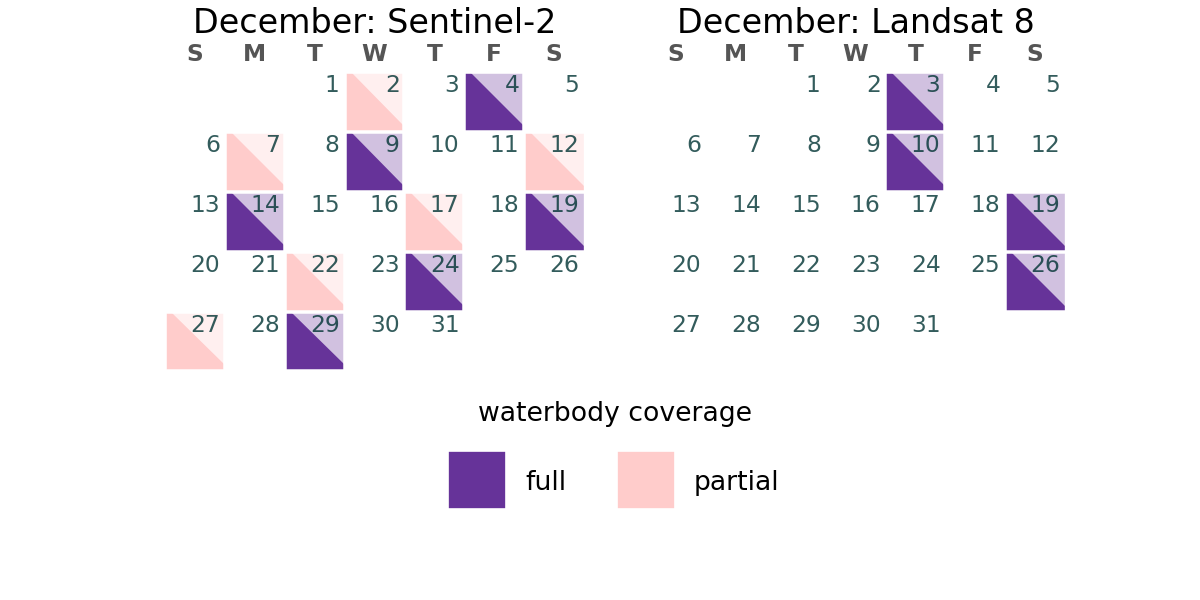 December: Sentinel-2
S M T W T F S
1 2 3 4 5
6 7 8 9 10 11 12
13 14 15 16 17 18 19
20 21 22 23 24 25 26
27 28 29 30 31
December: Landsat 8
S M T W T F S
1 2 3 4 5
6 7 8 9 10 11 12
13 14 15 16 17 18 19
20 21 22 23 24 25 26
27 28 29 30 31
waterbody coverage
full
partial